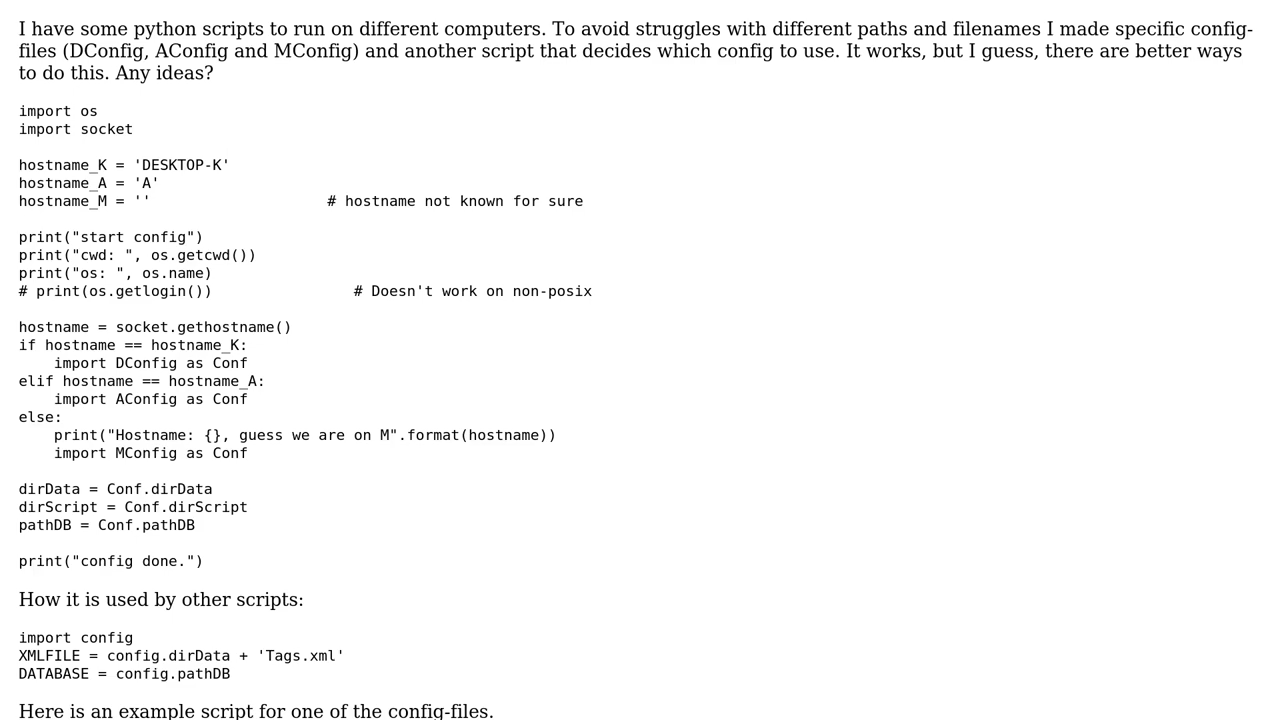 I have some python scripts to run on different computers. To avoid struggles with different paths and filenames I made specific config-
files (DConfig, AConfig and MConfig) and another script that decides which config to use. It works, but I guess, there are better ways
to do this. Any ideas?
import os
import socket
hostname_K = 'DESKTOP-K'
hostname_A = 'A'
hostname_M = ''                    # hostname not known for sure
print("start config")
print("cwd: ", os.getcwd())
print("os: ", os.name)
# print(os.getlogin())                # Doesn't work on non-posix
hostname = socket.gethostname()
if hostname == hostname_K:
    import DConfig as Conf
elif hostname == hostname_A:
    import AConfig as Conf
else:
    print("Hostname: {}, guess we are on M".format(hostname))
    import MConfig as Conf
dirData = Conf.dirData
dirScript = Conf.dirScript
pathDB = Conf.pathDB
print("config done.")
How it is used by other scripts:
import config
XMLFILE = config.dirData + 'Tags.xml'
DATABASE = config.pathDB
Here is an example script for one of the config-files.